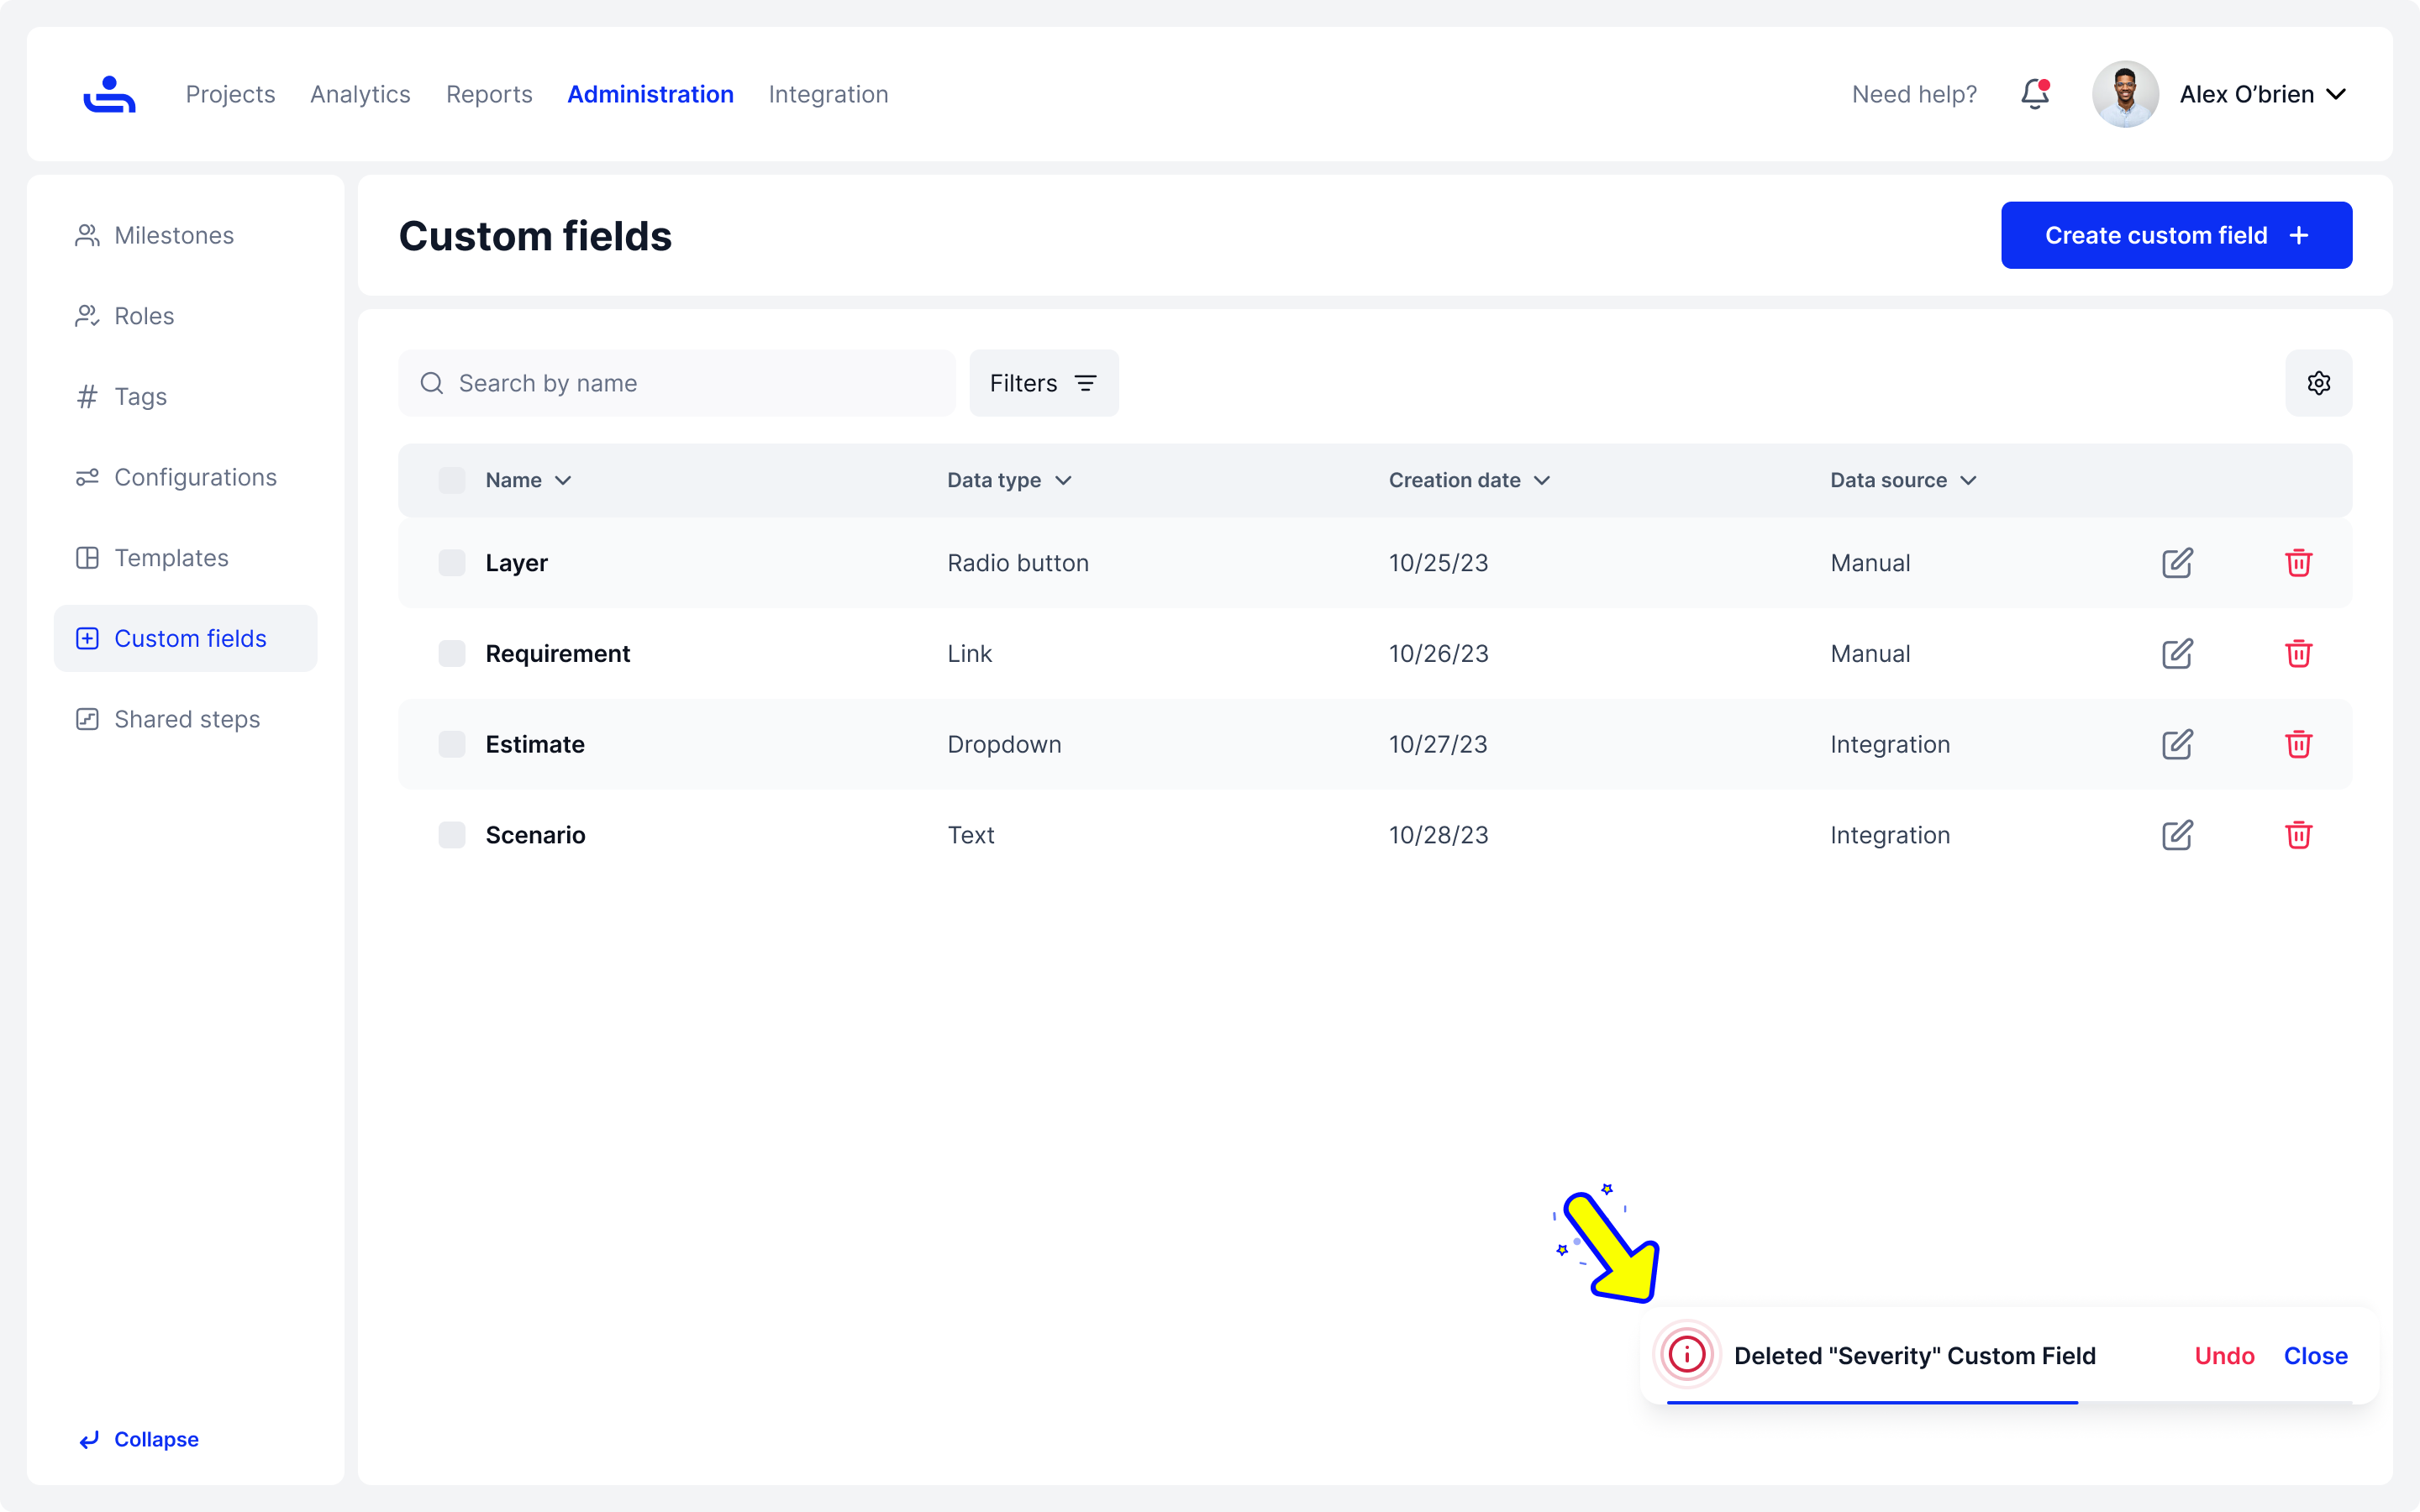 Projects Analytics Reports Administration Integration Need help? Alex O’brien
Milestones
Roles
Tags
Configurations
Templates
Custom fields
Shared steps
Collapse
Custom fields Create custom field
Search by name Filters
Name Data type Creation date Data source
Layer Radio button 10/25/23 Manual
Requirement Link 10/26/23 Manual
Estimate Dropdown 10/27/23 Integration
Scenario Text 10/28/23 Integration
Deleted "Severity" Custom Field Undo Close